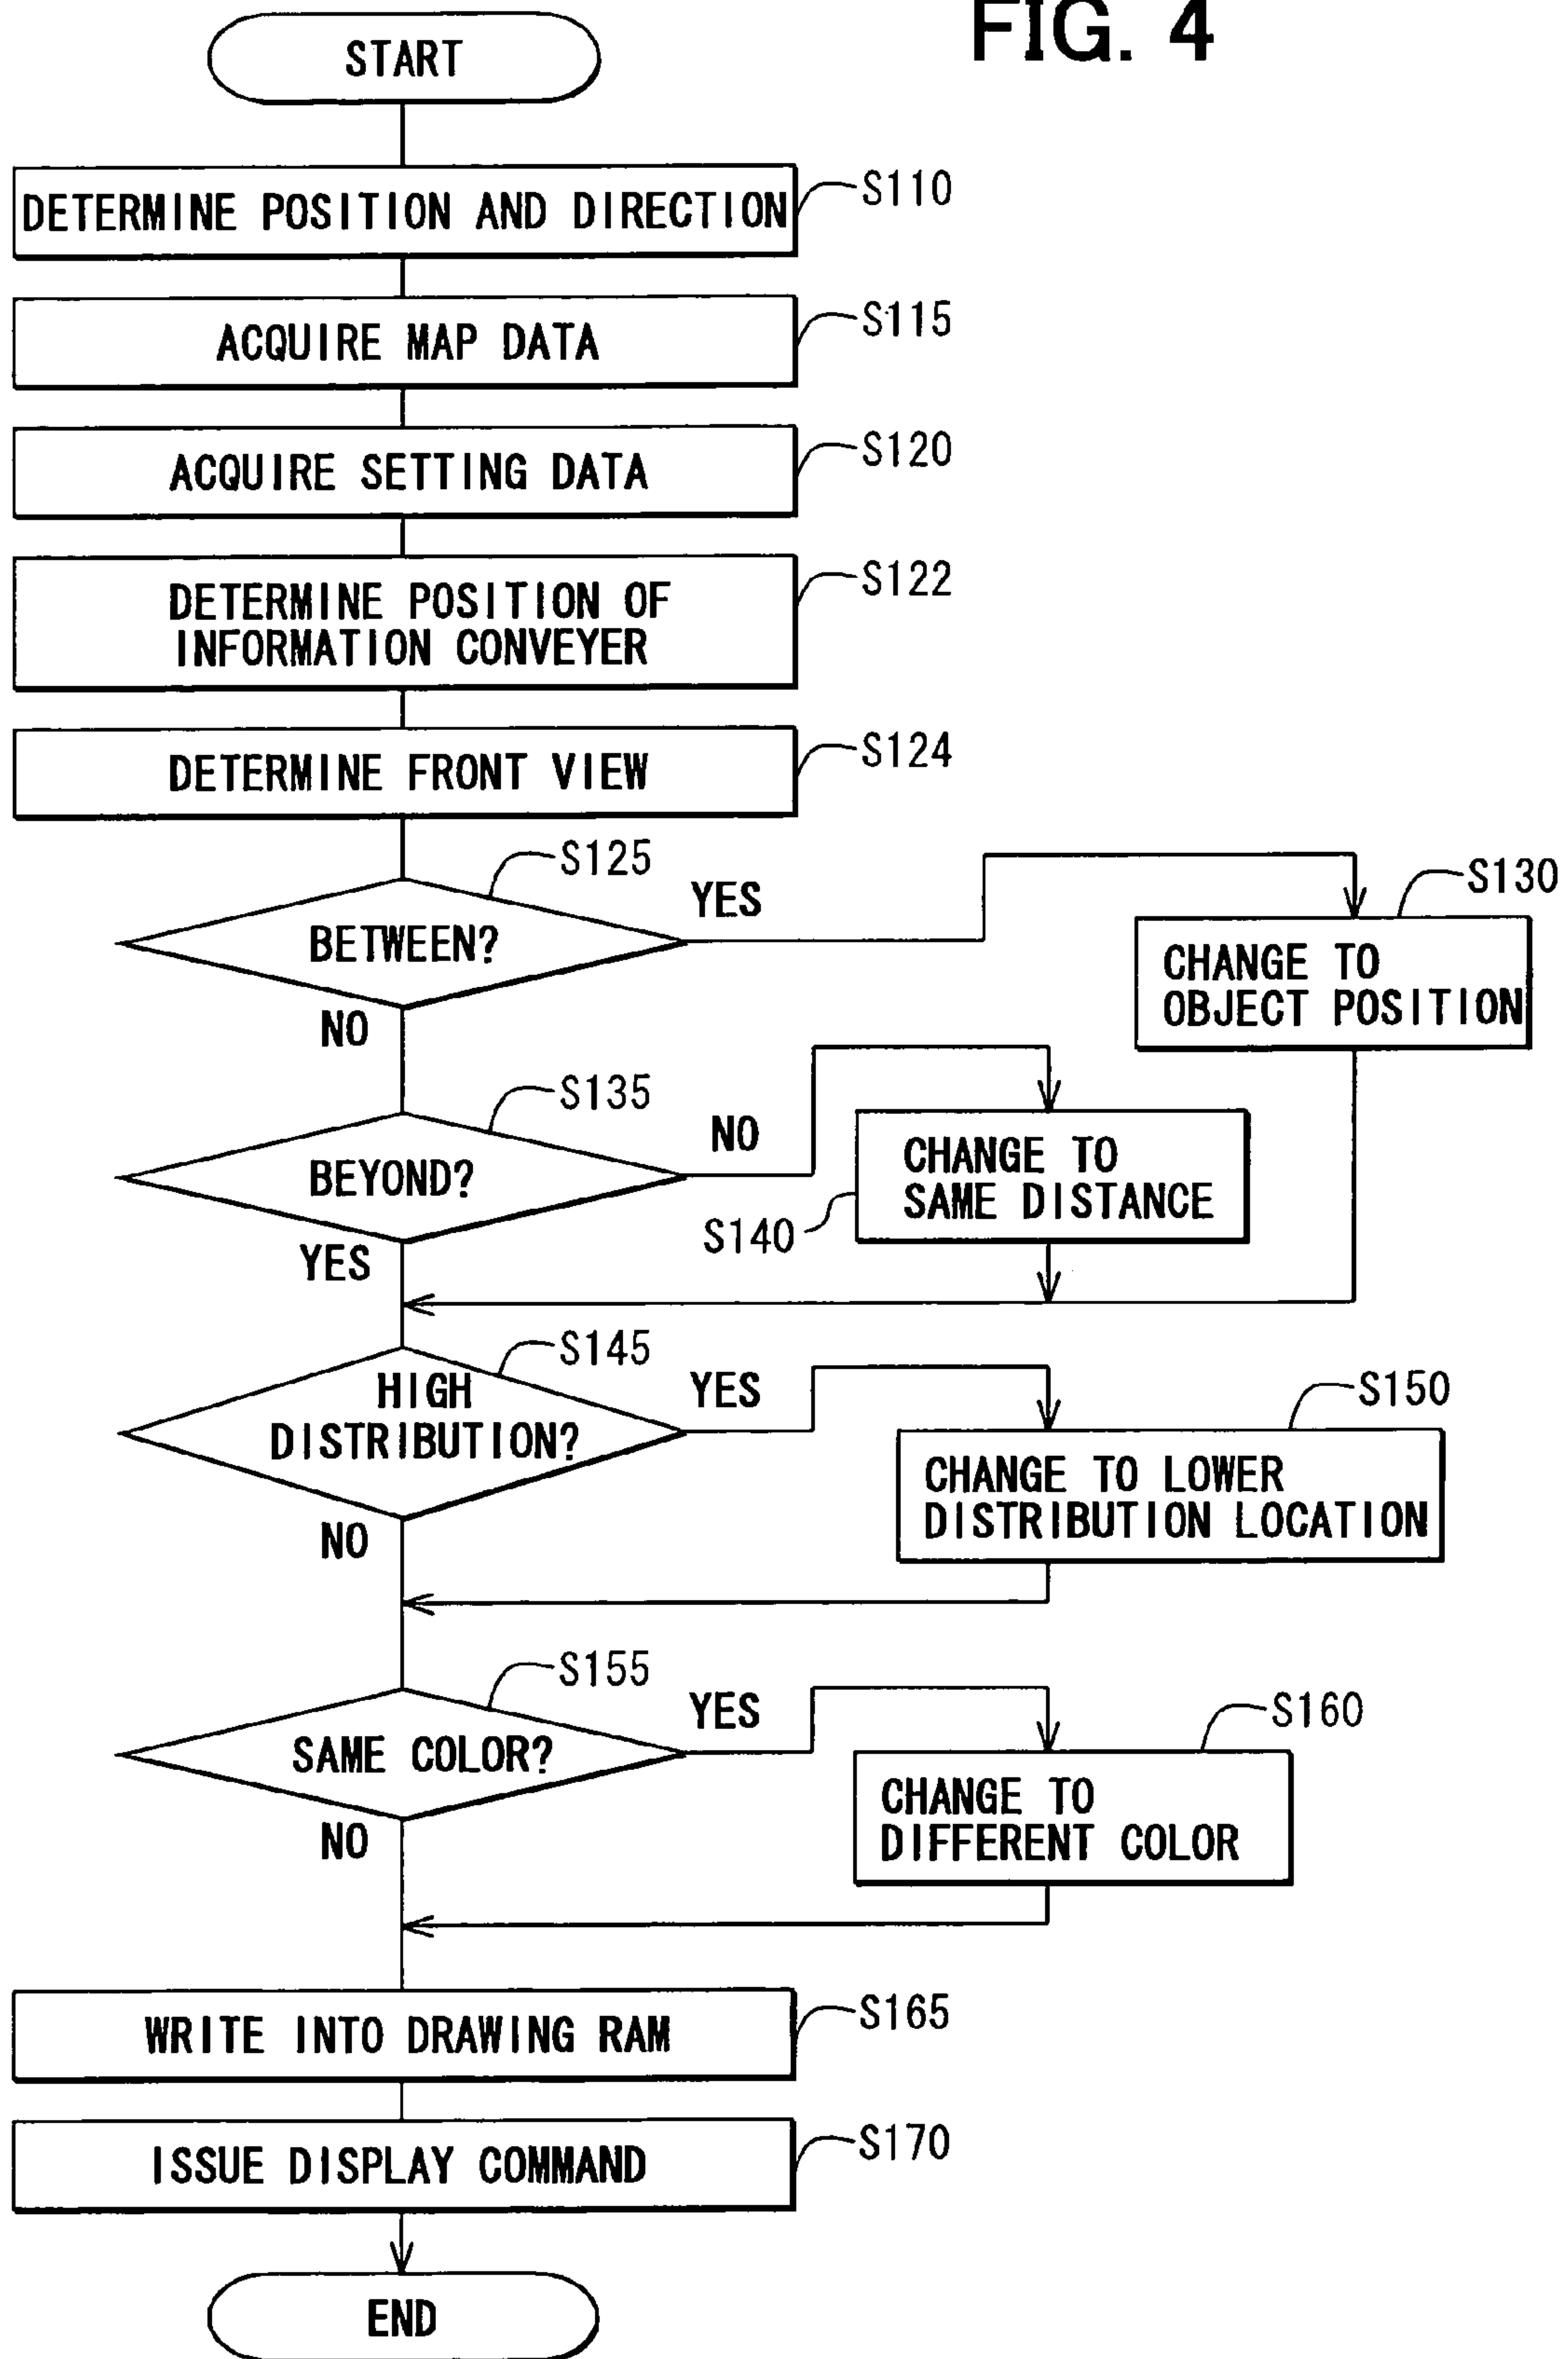 FIG. 4
START
DETERMINE POSITION AND DIRECTION
S110
ACQUIRE MAP DATA
S115
ACQUIRE SETTING DATA
S120
DETERMINE POSITION OF
INFORMATION CONVEYER
S122
DETERMINE FRONT VIEW
S124
S125
BETWEEN?
YES
NO
S130
CHANGE TO
OBJECT POSITION
S135
BEYOND?
NO
YES
CHANGE TO
SAME DISTANCE
S140
S145
HIGH
DISTRIBUTION?
YES
NO
S150
CHANGE TO LOWER
DISTRIBUTION LOCATION
S155
SAME COLOR?
YES
NO
S160
CHANGE TO
DIFFERENT COLOR
WRITE INTO DRAWING RAM
S165
ISSUE DISPLAY COMMAND
S170
END